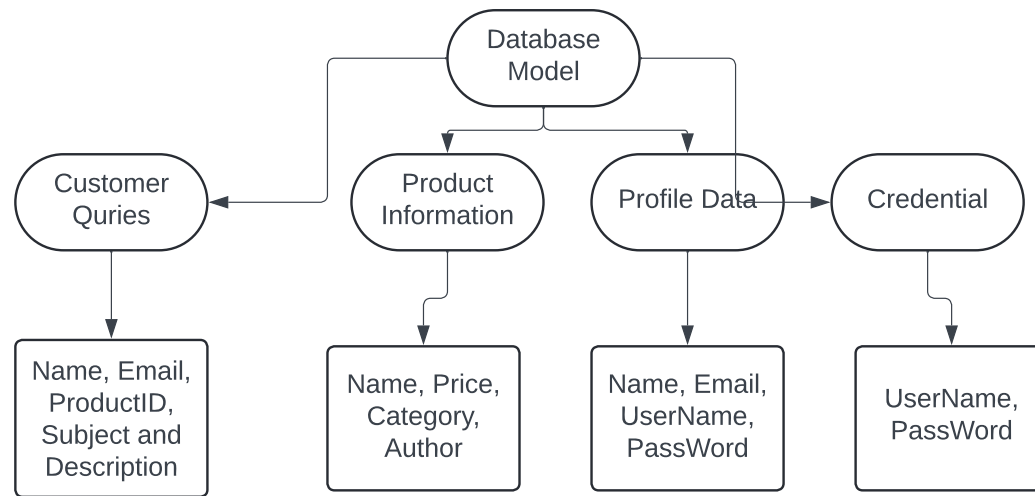 Database
Model
Customer
Quries
Product
Information
Profile Data
Credential
Name, Email,
ProductID,
Subject and
Description
Name, Price,
Category,
Author
Name, Email,
UserName,
PassWord
UserName,
PassWord